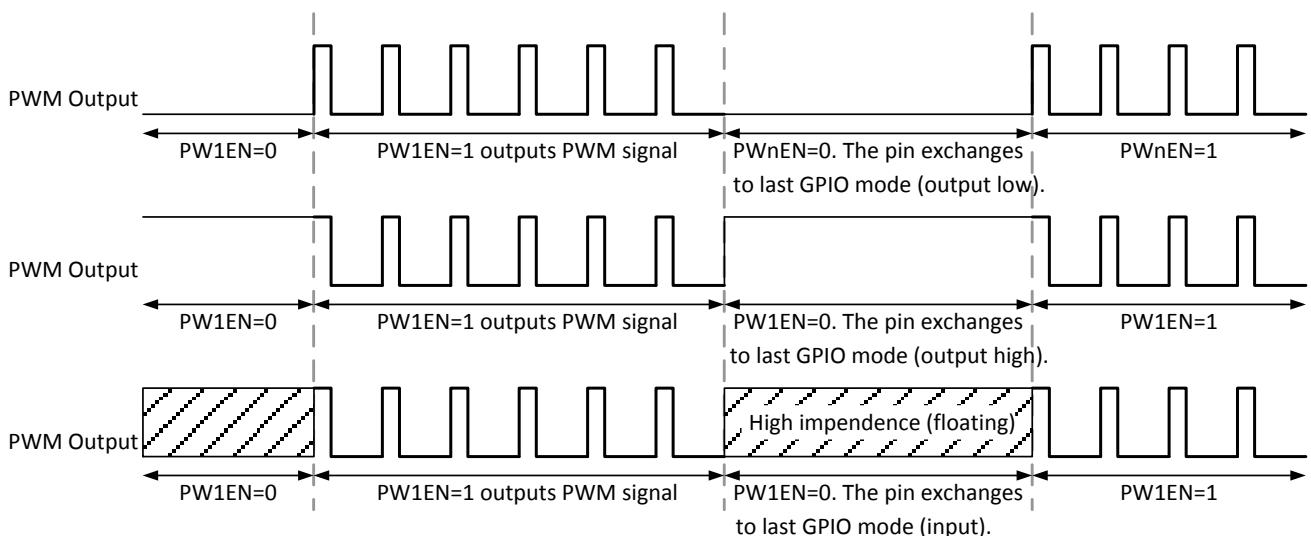 PWM Output
PW1EN=0
PW1EN=1 outputs PWM signal
PWnEN=0. The pin exchanges
to last GPIO mode (output low).
PWnEN=1
PWM Output
PW1EN=0
PW1EN=1 outputs PWM signal
PW1EN=0. The pin exchanges
to last GPIO mode (output high).
PW1EN=1
PWM Output
High impendence (floating)
PW1EN=0
PW1EN=1 outputs PWM signal
PW1EN=0. The pin exchanges
to last GPIO mode (input).
PW1EN=1